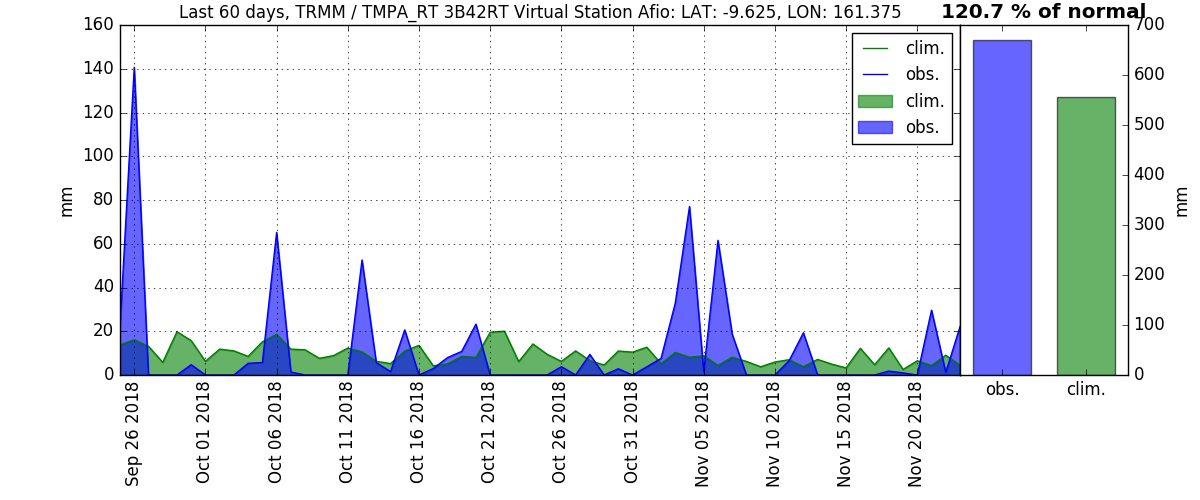 Last 60 days, TRMM / TMPA_RT 3B42RT Virtual Station Afio: LAT: -9.625, LON: 161.375
120.7 % of normal
160
140
120
100
80
60
40
20
0
mm
clim.
obs.
clim.
obs.
700
600
500
400
300
200
100
0
mm
Sep 26 2018
Oct 01 2018
Oct 06 2018
Oct 11 2018
Oct 16 2018
Oct 21 2018
Oct 26 2018
Oct 31 2018
Nov 05 2018
Nov 10 2018
Nov 15 2018
Nov 20 2018
obs.
clim.